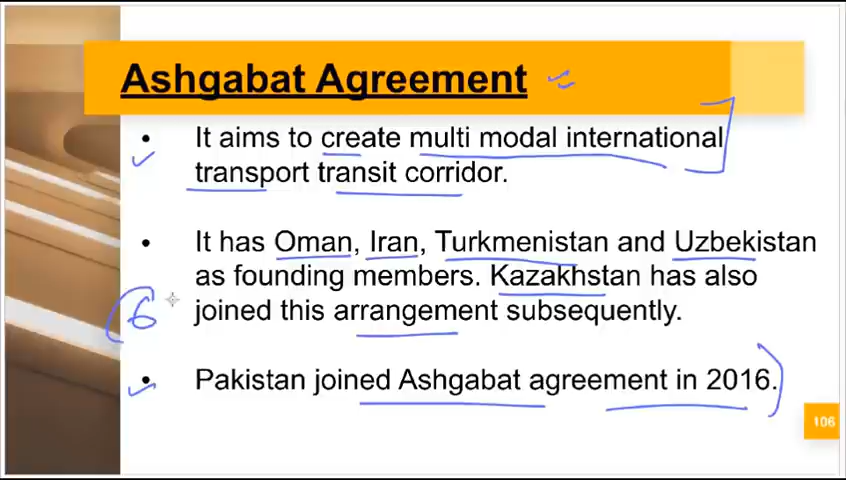 Ashgabat Agreement
• It aims to create multi modal international
transport transit corridor.
• It has Oman, Iran, Turkmenistan and Uzbekistan
as founding members. Kazakhstan has also
6 joined this arrangement subsequently.
• Pakistan joined Ashgabat agreement in 2016.
106